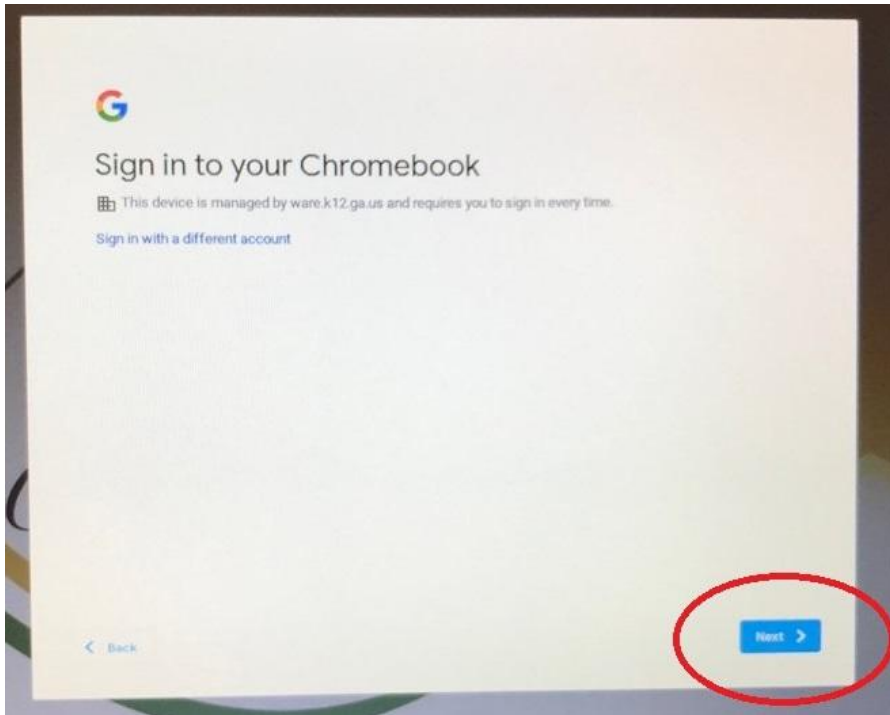 Sign in to your Chromebook
This device is managed by ware.k12.ga.us and requires you to sign in every time.
Sign in with a different account
Back
Next